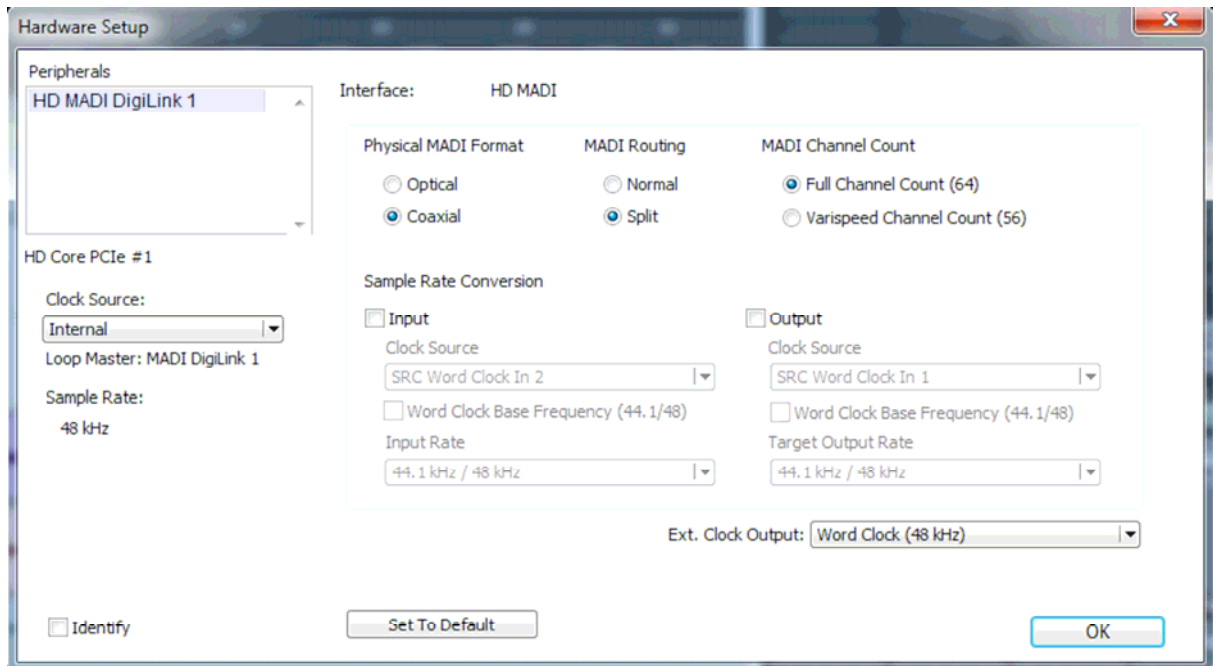 Hardware Setup
Peripherals
HD MADI DigiLink 1
Interface: HD MADI
Physical MADI Format MADI Routing MADI Channel Count
Optical Normal Full Channel Count (64)
Coaxial Split Varispeed Channel Count (56)
HD Core PCIe #1
Clock Source:
Internal
Loop Master: MADI DigiLink 1
Sample Rate:
48 kHz
Sample Rate Conversion
Input
Clock Source
SRC Word Clock In 2
Word Clock Base Frequency (44.1/48)
Input Rate
44.1 kHz / 48 kHz
Output
Clock Source
SRC Word Clock In 1
Word Clock Base Frequency (44.1/48)
Target Output Rate
44.1 kHz / 48 kHz
Ext. Clock Output: Word Clock (48 kHz)
Identify
Set To Default
OK